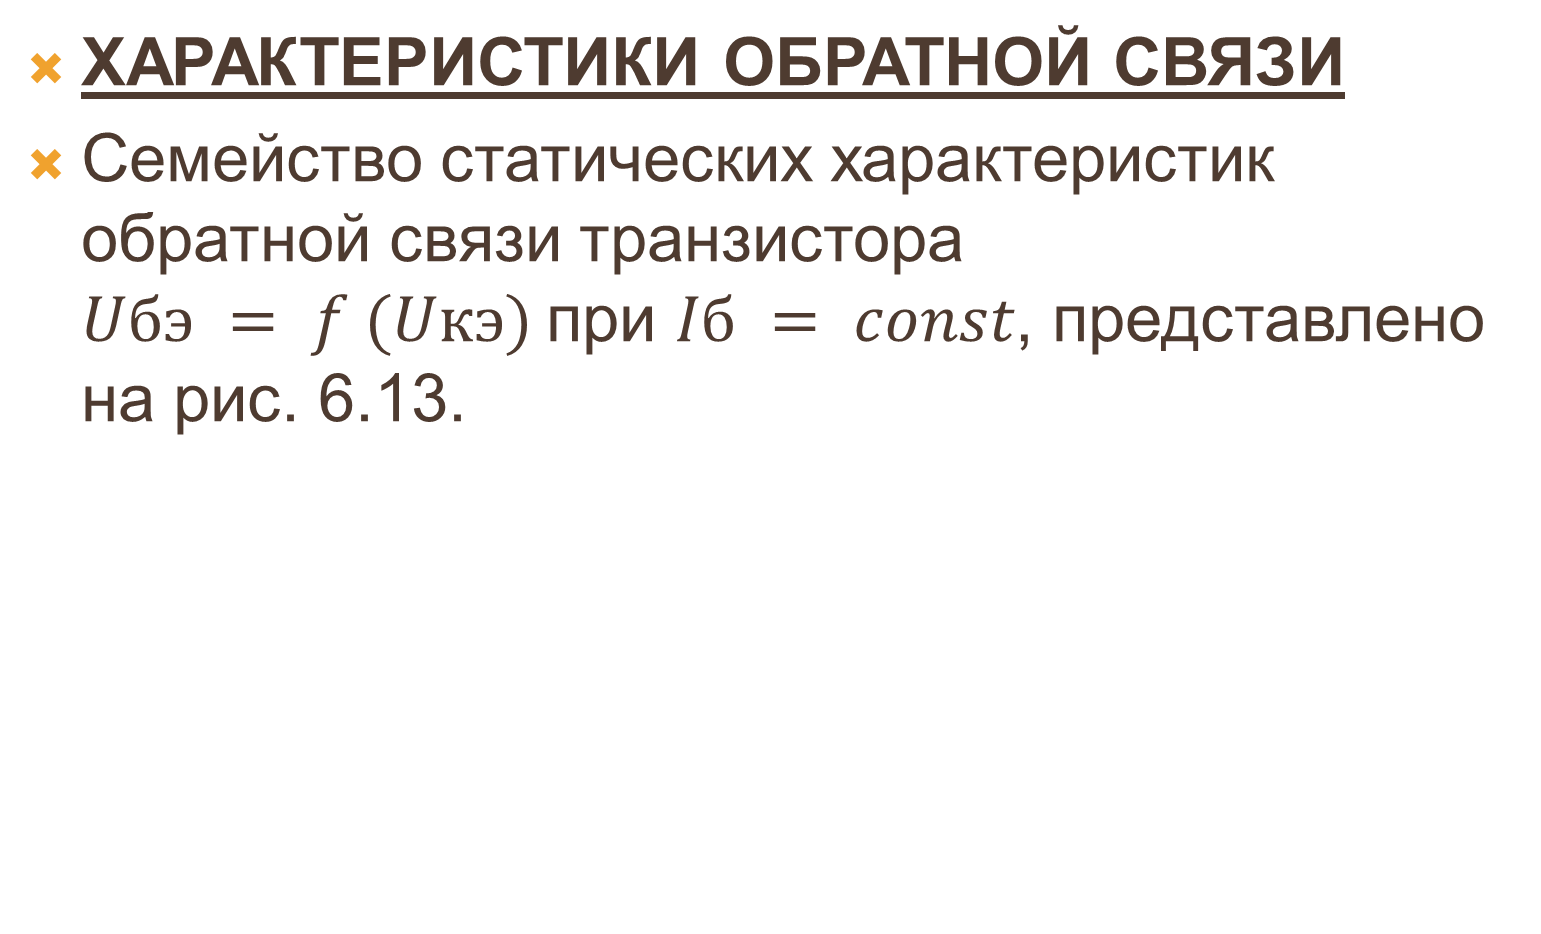 ХАРАКТЕРИСТИКИ ОБРАТНОЙ СВЯЗИ
Семейство статических характеристик
обратной связи транзистора
Uбэ = f (Uкэ) при Iб = const, представлено
на рис. 6.13.